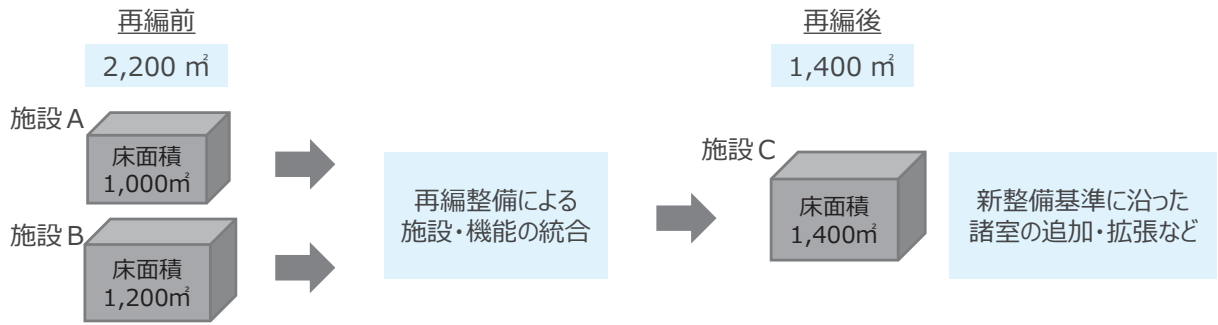 再編前
2,200 ㎡
施設A
床面積
1,000㎡
施設B
床面積
1,200㎡
再編整備による
施設・機能の統合
再編後
1,400 ㎡
施設C
床面積
1,400㎡
新整備基準に沿った
諸室の追加・拡張など